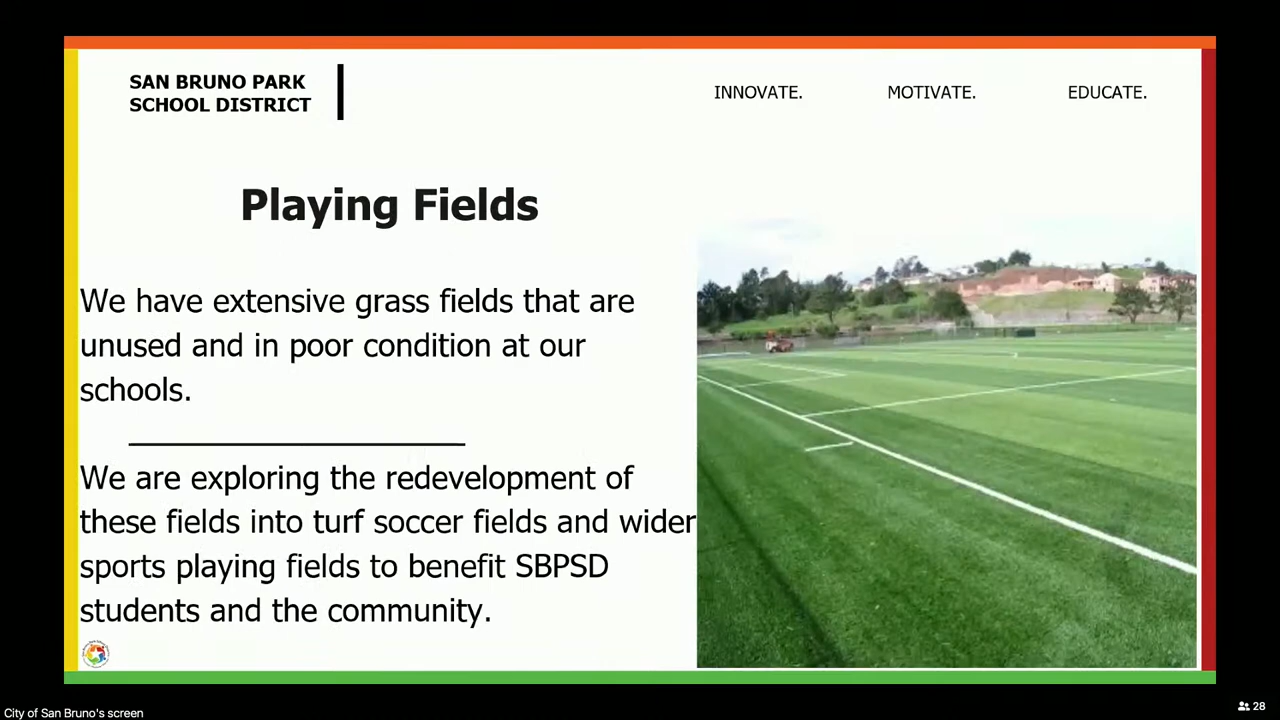 SAN BRUNO PARK
SCHOOL DISTRICT
INNOVATE.
MOTIVATE.
EDUCATE.
Playing Fields
We have extensive grass fields that are
unused and in poor condition at our
schools.
We are exploring the redevelopment of
these fields into turf soccer fields and wider
sports playing fields to benefit SBPSD
students and the community.
City of San Bruno's screen
28